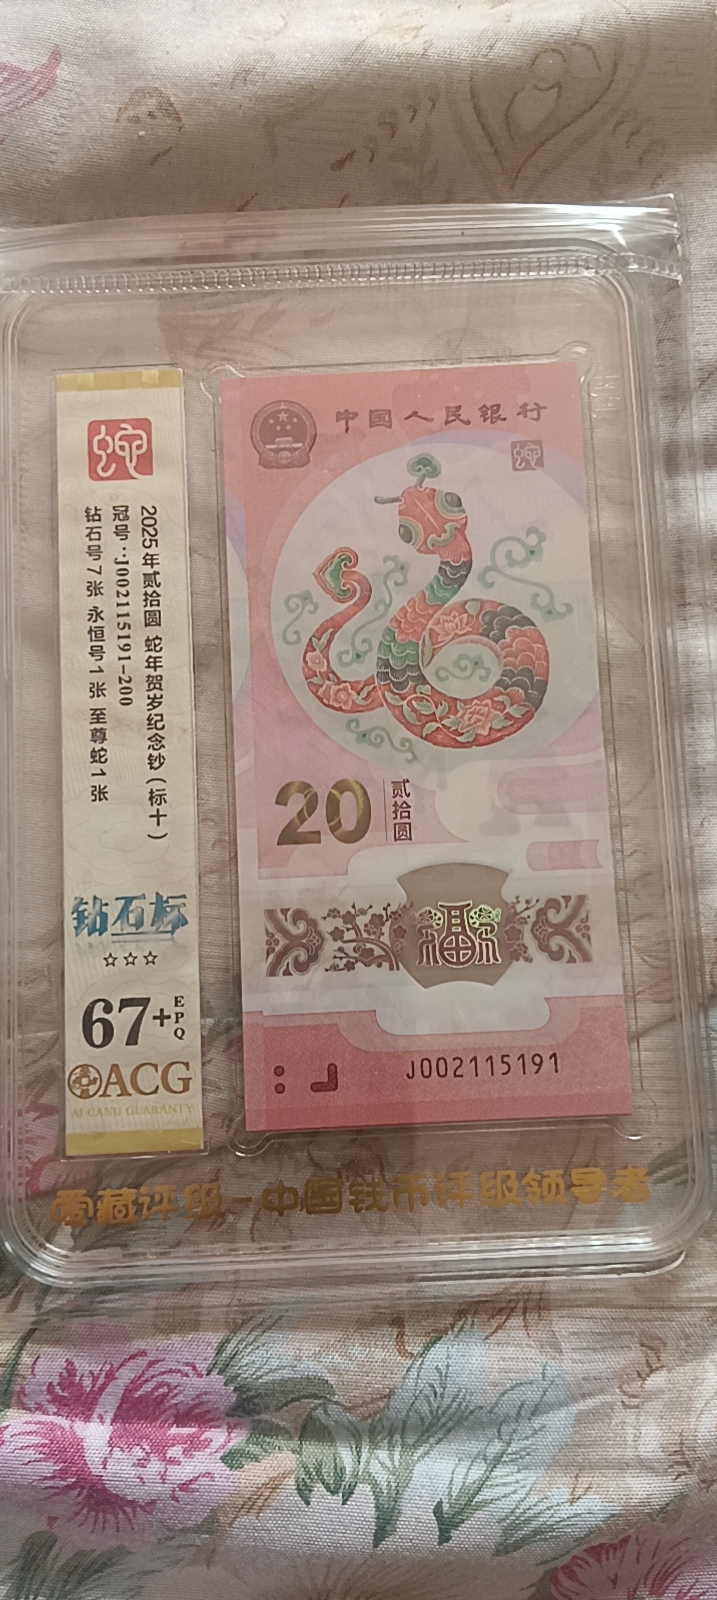 蛇
2025年贰拾圆 蛇年贺岁纪念钞(标十)
冠号:J002115191-200
钻石号7张 永恒号1张 至尊蛇1张
钻石标
☆☆☆
67+EPQ
ACG
AI CANG GUARANTY
中国人民银行
蛇
20
贰拾圆
福
J002115191
爱藏评级-中国钱币评级领导者